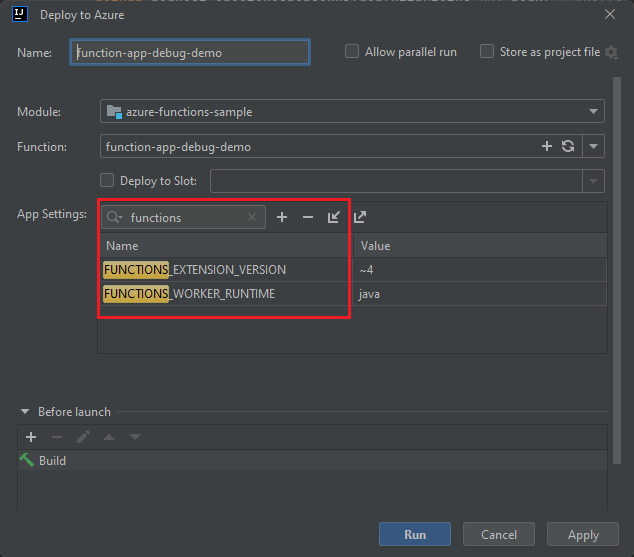 IJ Deploy to Azure
Name: function-app-debug-demo Allow parallel run Store as project file
Module: azure-functions-sample
Function: function-app-debug-demo
Deploy to Slot:
App Settings: functions
Name Value
FUNCTIONS_EXTENSION_VERSION ~4
FUNCTIONS_WORKER_RUNTIME java
Before launch
Build
Run Cancel Apply